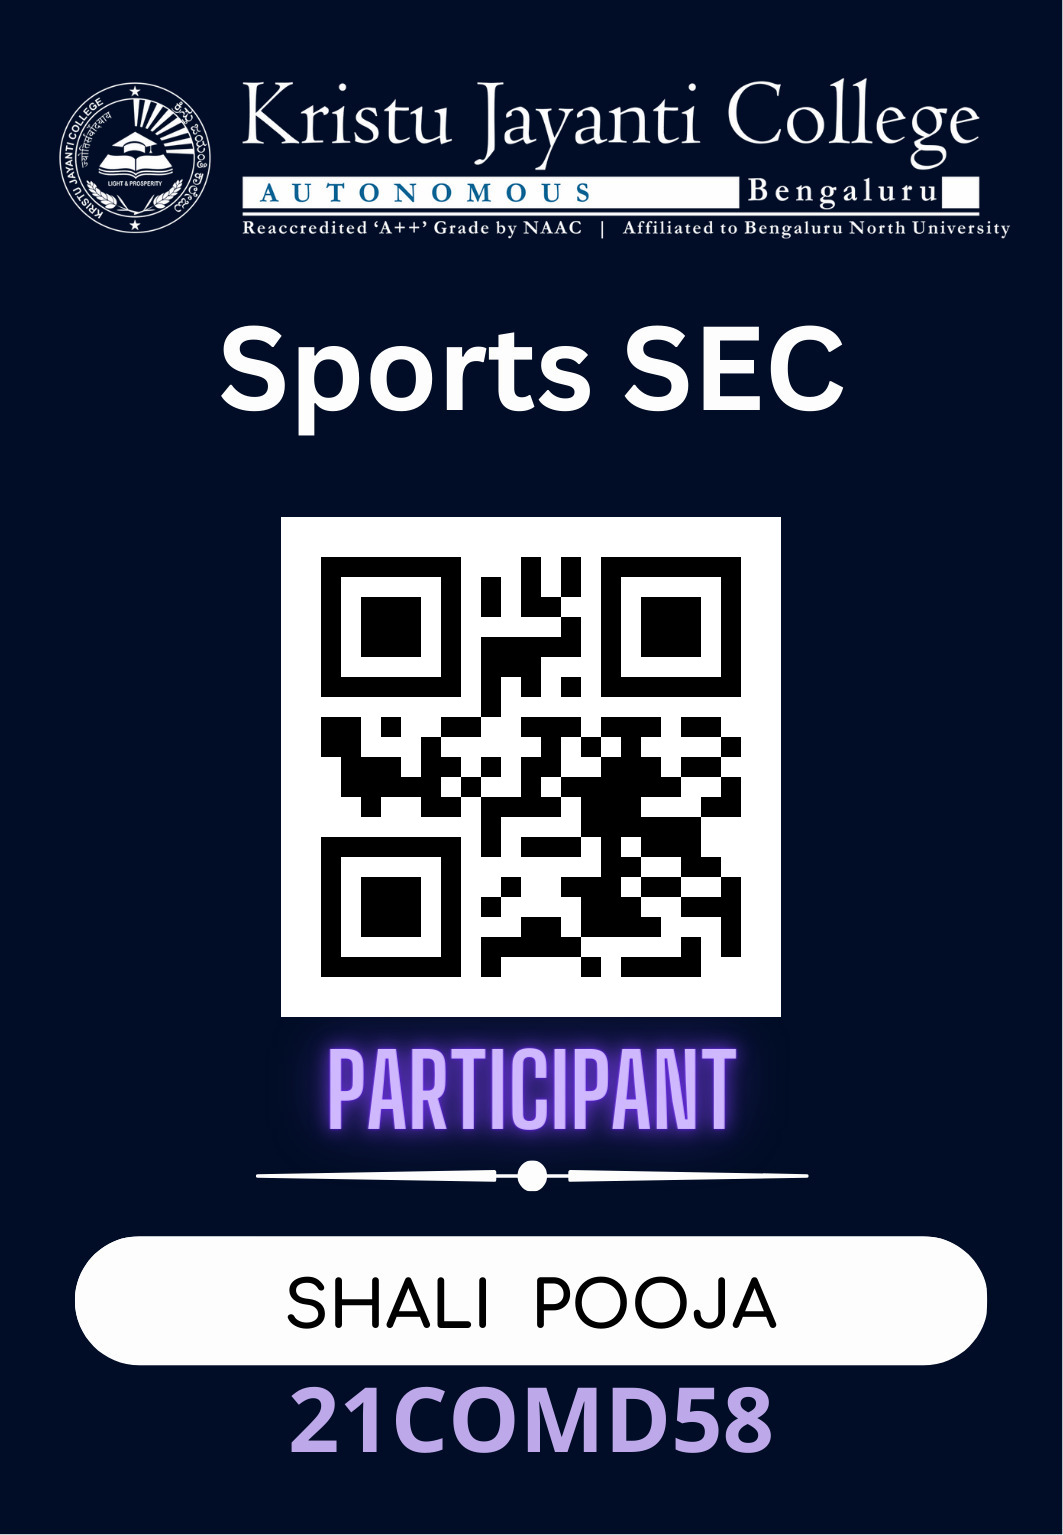 KRISTU JAYANTI COLLEGE
ज्योतिसंवादयाय
LIGHT & PROSPERITY
Kristu Jayanti College
AUTONOMOUS Bengaluru
Reaccredited ‘A++’ Grade by NAAC | Affiliated to Bengaluru North University
Sports SEC
PARTICIPANT
SHALI POOJA
21COMD58